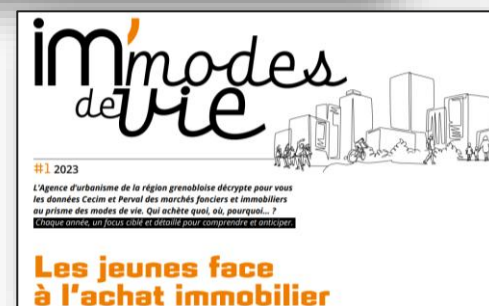 im'modes
de vie
#1 2023
L'Agence d'urbanisme de la région grenobloise décrypte pour vous
les données Cecim et Perval des marchés fonciers et immobiliers
au prisme des modes de vie. Qui achète quoi, où, pourquoi... ?
Chaque année, un focus ciblé et détaillé pour comprendre et anticiper.
Les jeunes face
à l'achat immobilier